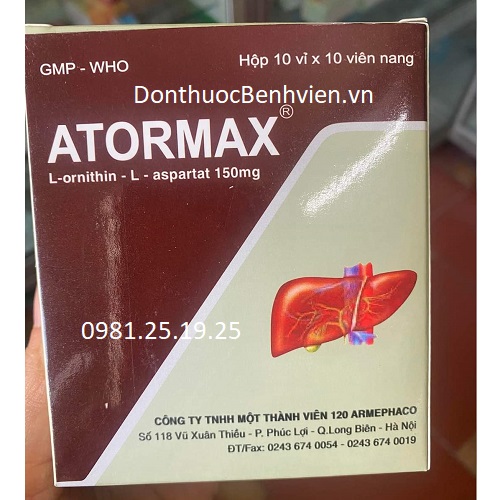 GMP - WHO
Hộp 10 vỉ x 10 viên nang
DonthuocBenhvien.vn
ATORMAX®
L-ornithin - L - aspartat 150mg
0981.25.19.25
CÔNG TY TNHH MỘT THÀNH VIÊN 120 ARMEPHACO
Số 118 Vũ Xuân Thiều - P. Phúc Lợi - Q.Long Biên - Hà Nội
ĐT/Fax: 0243 674 0054 - 0243 674 0019